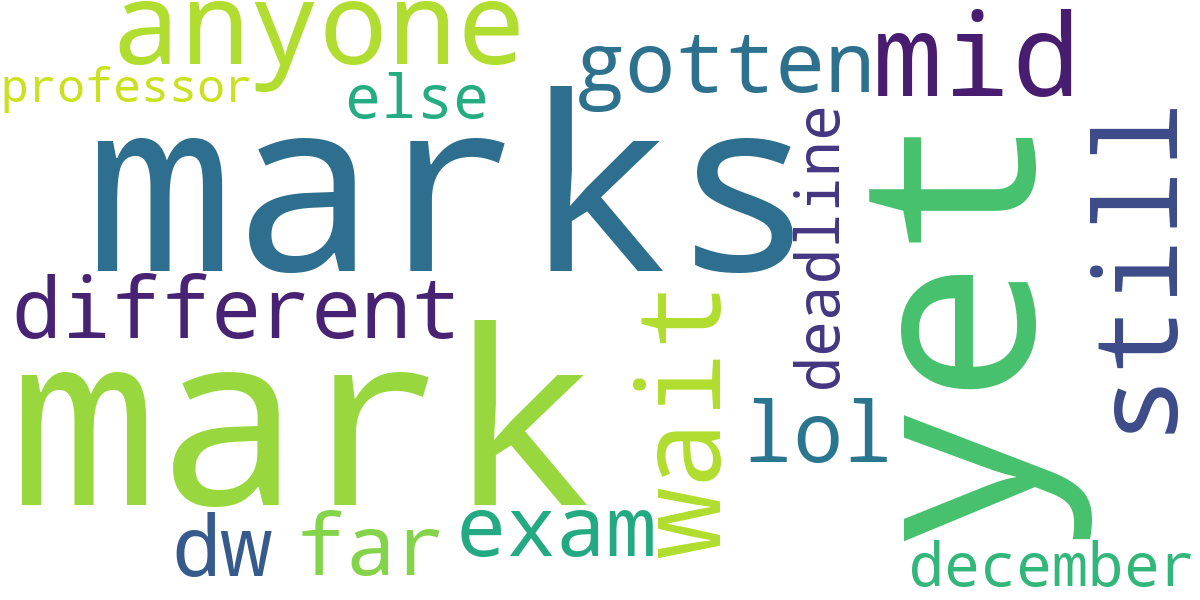 anyone
gotten
mid
professor
else
marks
deadline
yet
still
different
wait
mark
lol
dw
far
exam
december